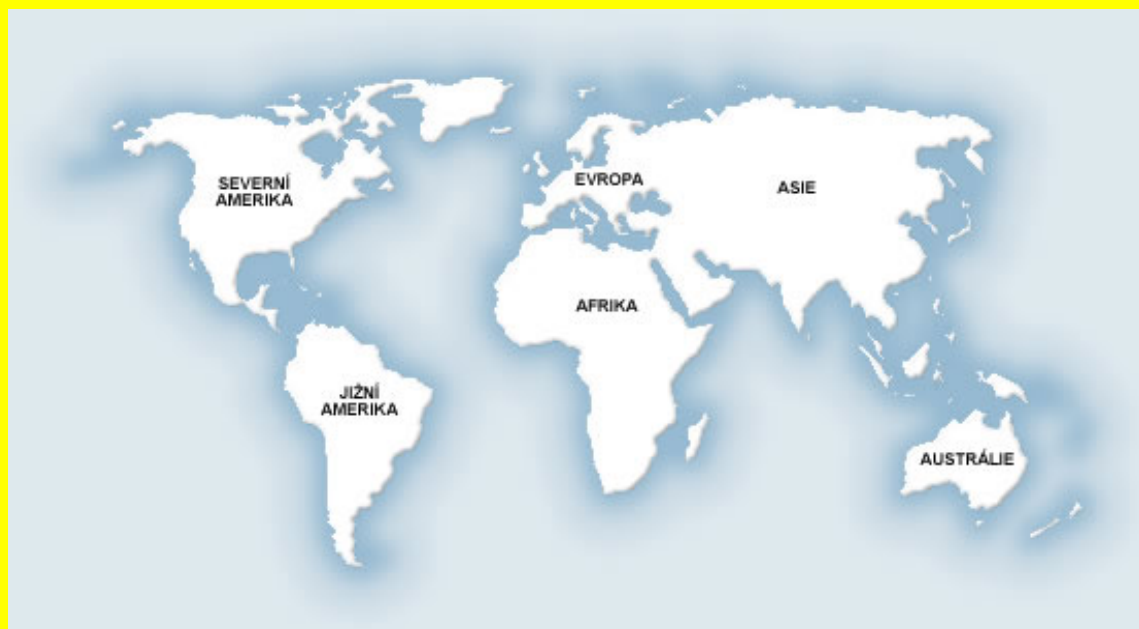 SEVERNÍ
AMERIKA
EVROPA
ASIE
AFRIKA
JIŽNÍ
AMERIKA
AUSTRÁLIE